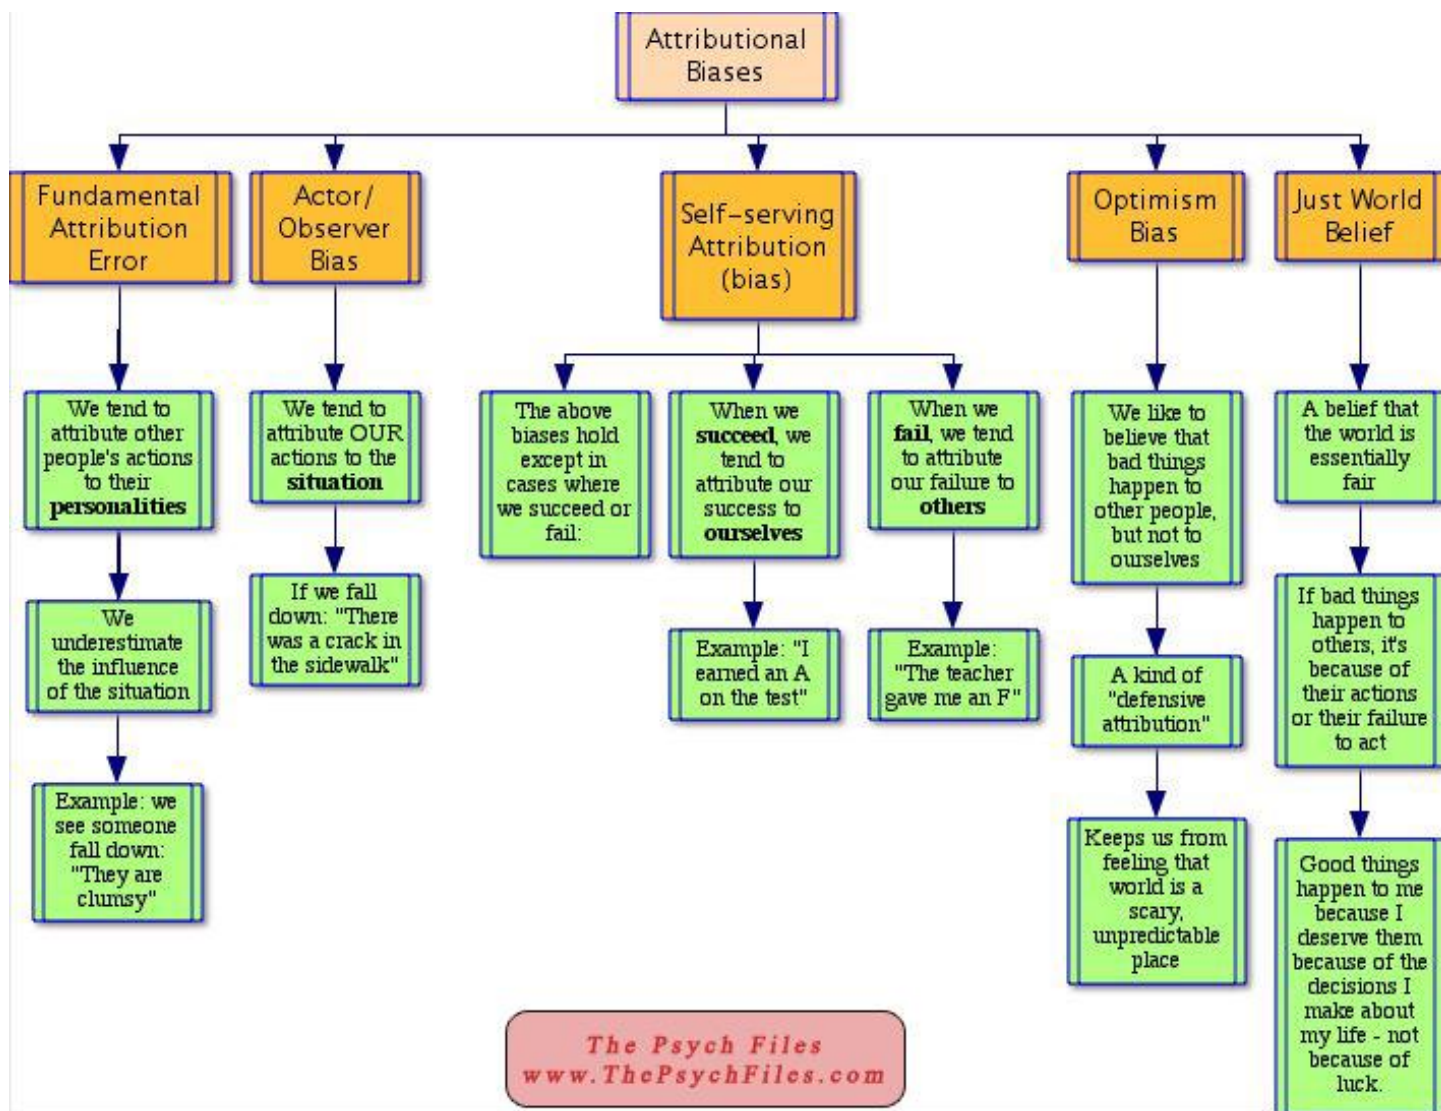 Attributional
Biases
Fundamental
Attribution
Error
Actor/
Observer
Bias
Self-serving
Attribution
(bias)
Optimism
Bias
Just World
Belief
We tend to
attribute other
people's actions
to their
personalities
We
underestimate
the influence
of the situation
Example: we
see someone
fall down:
"They are
clumsy"
We tend to
attribute OUR
actions to the
situation
If we fall
down: "There
was a crack in
the sidewalk"
The above
biases hold
except in
cases where
we succeed or
fail:
When we
succeed, we
tend to
attribute our
success to
ourselves
Example: "I
earned an A
on the test"
When we
fail, we tend
to attribute
our failure to
others
Example:
"The teacher
gave me an F"
We like to
believe that
bad things
happen to
other people,
but not to
ourselves
A kind of
"defensive
attribution"
Keeps us from
feeling that
world is a
scary,
unpredictable
place
A belief that
the world is
essentially
fair
If bad things
happen to
others, it's
because of
their actions
or their failure
to act
Good things
happen to me
because I
deserve them
because of the
decisions I
make about
my life - not
because of
luck.
The Psych Files
www.ThePsychFiles.com